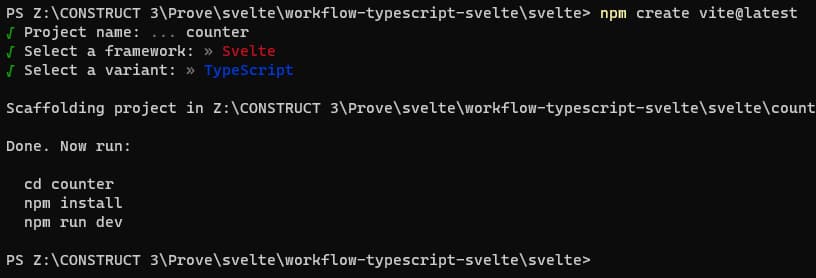 PS Z:\CONSTRUCT 3\Prove\svelte\workflow-typescript-svelte\svelte> npm create vite@latest
√ Project name: ... counter
√ Select a framework: » Svelte
√ Select a variant: » TypeScript
Scaffolding project in Z:\CONSTRUCT 3\Prove\svelte\workflow-typescript-svelte\svelte\count
Done. Now run:
cd counter
npm install
npm run dev
PS Z:\CONSTRUCT 3\Prove\svelte\workflow-typescript-svelte\svelte>